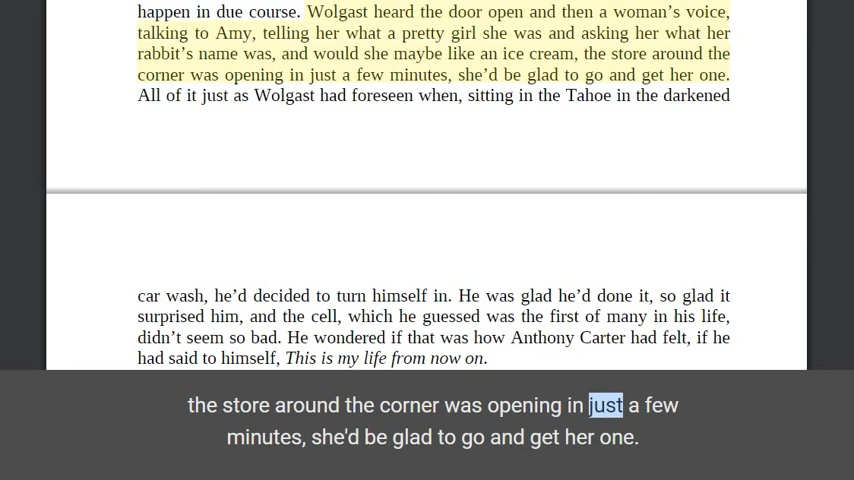 happen in due course. Wolgast heard the door open and then a woman’s voice,
talking to Amy, telling her what a pretty girl she was and asking her what her
rabbit’s name was, and would she maybe like an ice cream, the store around the
corner was opening in just a few minutes, she’d be glad to go and get her one.
All of it just as Wolgast had foreseen when, sitting in the Tahoe in the darkened
car wash, he’d decided to turn himself in. He was glad he’d done it, so glad it
surprised him, and the cell, which he guessed was the first of many in his life,
didn’t seem so bad. He wondered if that was how Anthony Carter had felt, if he
had said to himself, This is my life from now on.
the store around the corner was opening in just a few
minutes, she'd be glad to go and get her one.